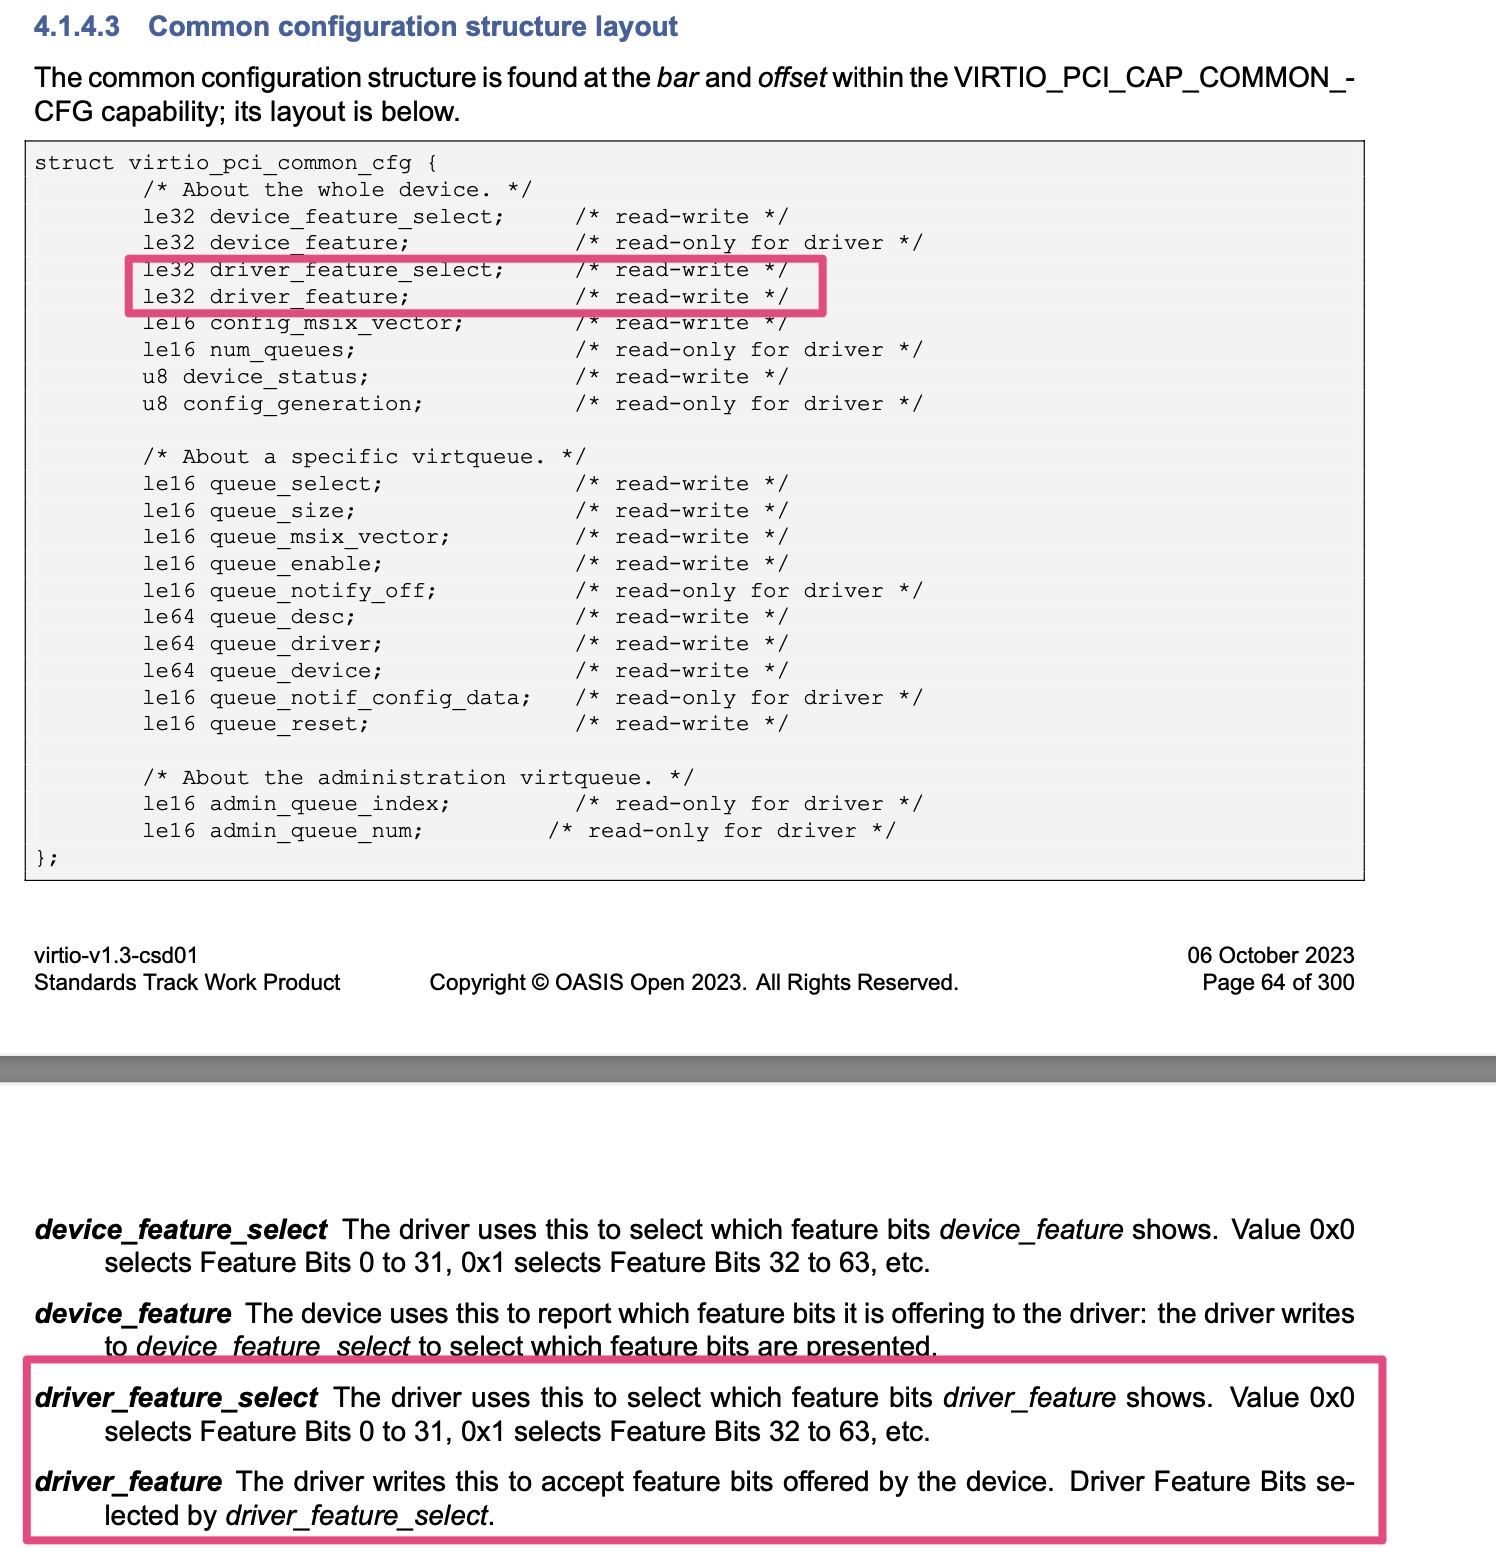 4.1.4.3 Common configuration structure layout
The common configuration structure is found at the bar and offset within the VIRTIO_PCI_CAP_COMMON_-
CFG capability; its layout is below.
struct virtio_pci_common_cfg {
/* About the whole device. */
le32 device_feature_select; /* read-write */
le32 device_feature; /* read-only for driver */
le32 driver_feature_select; /* read-write */
le32 driver_feature; /* read-write */
le16 config_msix_vector; /* read-write */
le16 num_queues; /* read-only for driver */
u8 device_status; /* read-write */
u8 config_generation; /* read-only for driver */
/* About a specific virtqueue. */
le16 queue_select; /* read-write */
le16 queue_size; /* read-write */
le16 queue_msix_vector; /* read-write */
le16 queue_enable; /* read-write */
le16 queue_notify_off; /* read-only for driver */
le64 queue_desc; /* read-write */
le64 queue_driver; /* read-write */
le64 queue_device; /* read-write */
le16 queue_notif_config_data; /* read-only for driver */
le16 queue_reset; /* read-write */
/* About the administration virtqueue. */
le16 admin_queue_index; /* read-only for driver */
le16 admin_queue_num; /* read-only for driver */
};
virtio-v1.3-csd01 06 October 2023
Standards Track Work Product Copyright © OASIS Open 2023. All Rights Reserved. Page 64 of 300
device_feature_select The driver uses this to select which feature bits device_feature shows. Value 0x0
selects Feature Bits 0 to 31, 0x1 selects Feature Bits 32 to 63, etc.
device_feature The device uses this to report which feature bits it is offering to the driver: the driver writes
to device_feature_select to select which feature bits are presented.
driver_feature_select The driver uses this to select which feature bits driver_feature shows. Value 0x0
selects Feature Bits 0 to 31, 0x1 selects Feature Bits 32 to 63, etc.
driver_feature The driver writes this to accept feature bits offered by the device. Driver Feature Bits se-
lected by driver_feature_select.